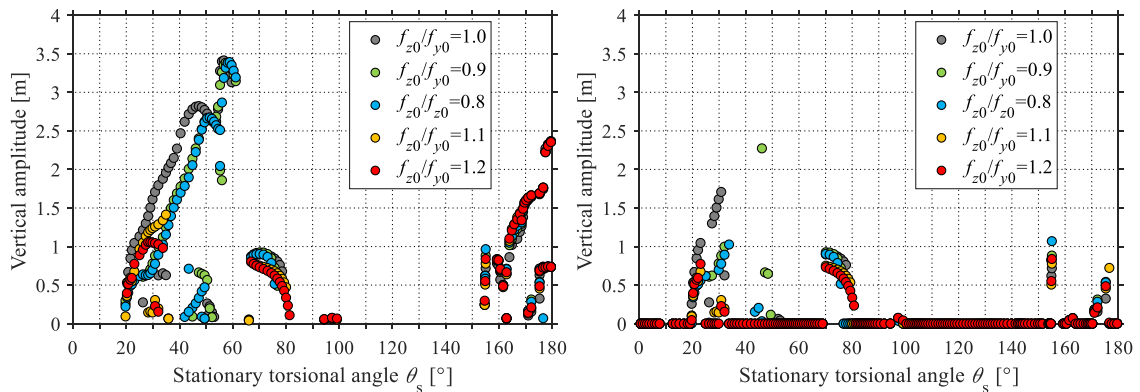 4
3.5
3
2.5
2
1.5
1
0.5
0
Vertical amplitude [m]
0 20 40 60 80 100 120 140 160 180
Stationary torsional angle θs [°]
fz0/fy0=1.0
fz0/fy0=0.9
fz0/fz0=0.8
fz0/fy0=1.1
fz0/fy0=1.2
4
3.5
3
2.5
2
1.5
1
0.5
0
Vertical amplitude [m]
0 20 40 60 80 100 120 140 160 180
Stationary torsional angle θs [°]
fz0/fy0=1.0
fz0/fy0=0.9
fz0/fz0=0.8
fz0/fy0=1.1
fz0/fy0=1.2